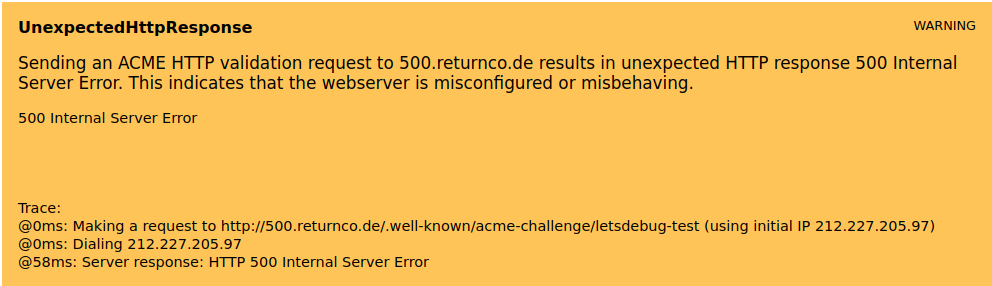 UnexpectedHttpResponse
WARNING
Sending an ACME HTTP validation request to 500.returnco.de results in unexpected HTTP response 500 Internal
Server Error. This indicates that the webserver is misconfigured or misbehaving.
500 Internal Server Error
Trace:
@0ms: Making a request to http://500.returnco.de/.well-known/acme-challenge/letsdebug-test (using initial IP 212.227.205.97)
@0ms: Dialing 212.227.205.97
@58ms: Server response: HTTP 500 Internal Server Error